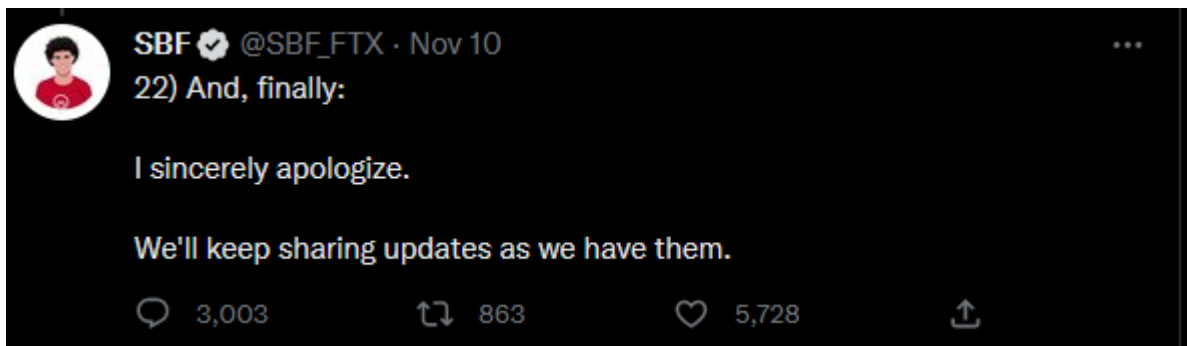 SBF @SBF_FTX · Nov 10
22) And, finally:
I sincerely apologize.
We'll keep sharing updates as we have them.
3,003 863 5,728